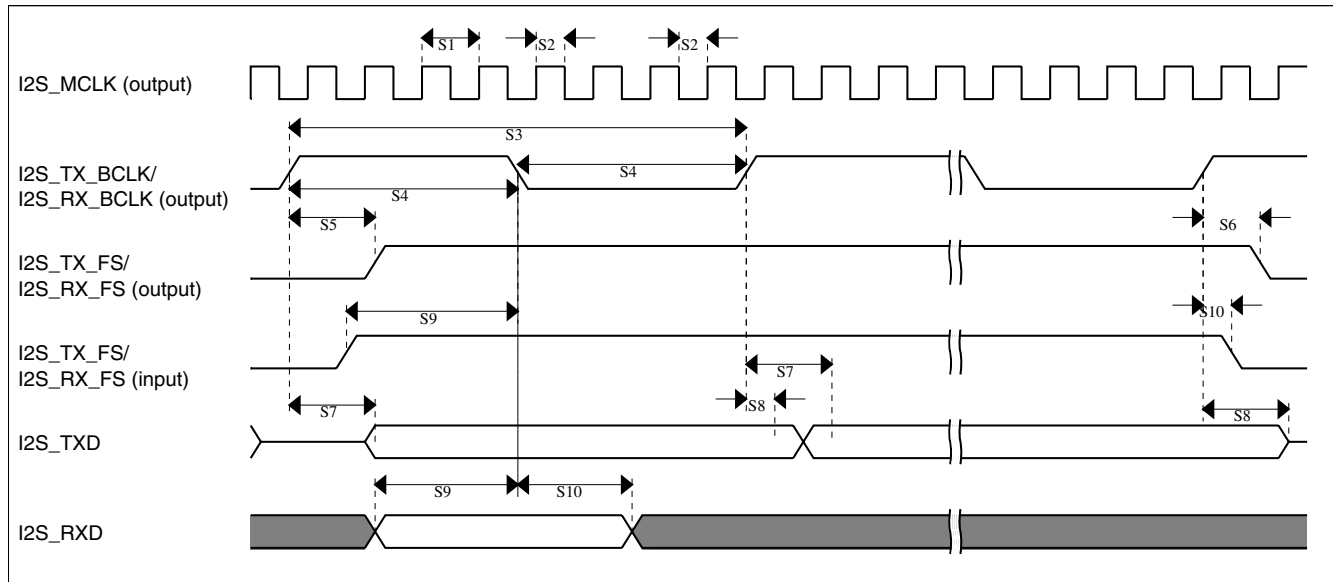 S1 S2 S2
I2S_MCLK (output)
S3
I2S_TX_BCLK/
I2S_RX_BCLK (output)
S4
S4
S5
S6
I2S_TX_FS/
I2S_RX_FS (output)
S9
S10
I2S_TX_FS/
I2S_RX_FS (input)
S7
S7
S8
S8
I2S_TXD
S9
S10
I2S_RXD